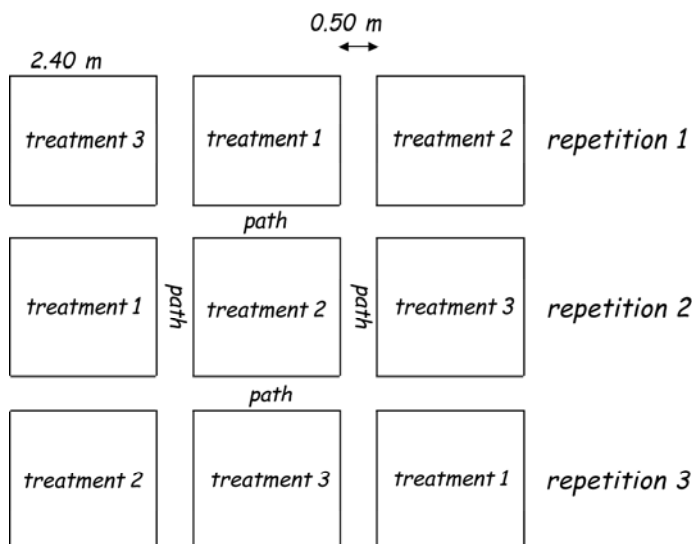 0.50 m
2.40 m
treatment 3 treatment 1 treatment 2 repetition 1
path
treatment 1 path treatment 2 path treatment 3 repetition 2
path
treatment 2 treatment 3 treatment 1 repetition 3